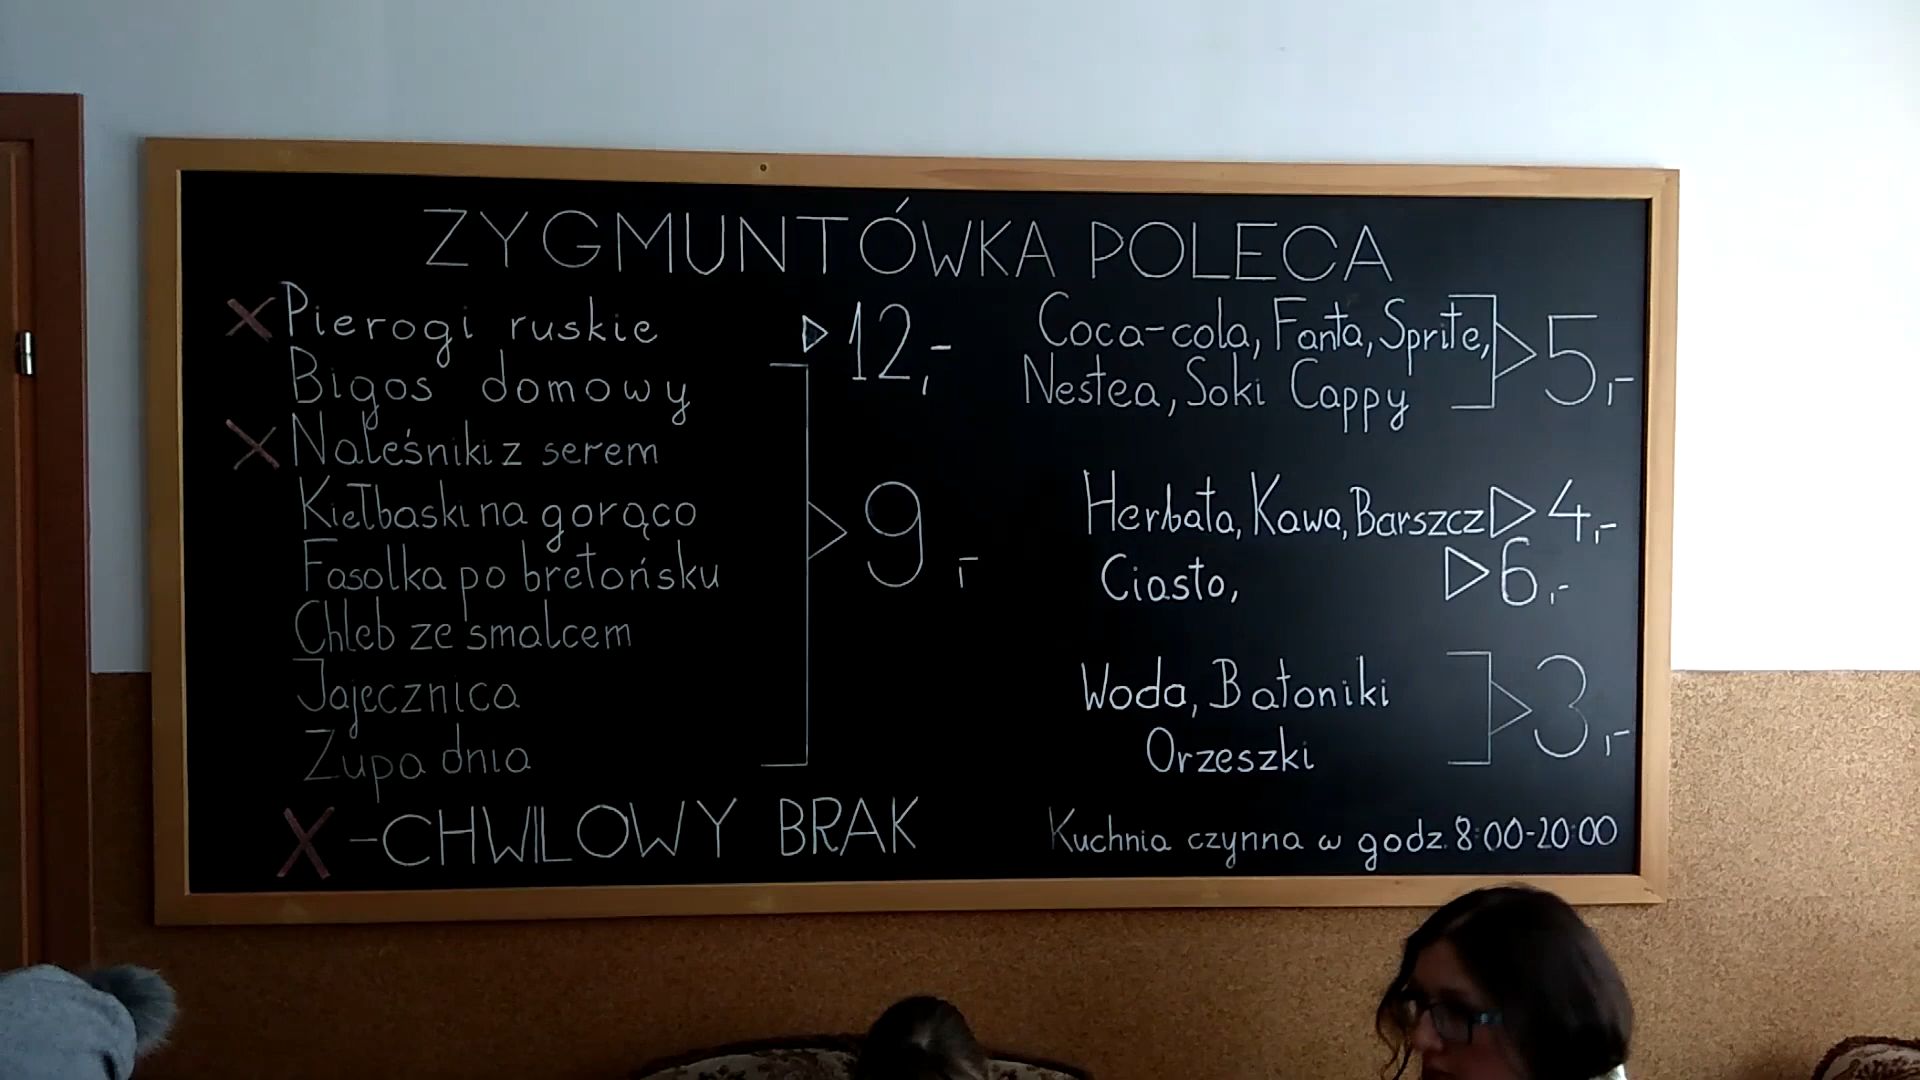 ZYGMUNTÓWKA POLECA
X Pierogi ruskie 12,-
Bigos domowy
X Naleśniki z serem
Kiełbaski na gorąco
Fasolka po bretońsku
Chleb ze smalcem
Jajecznica
Zupa dnia
9,-
X - CHWILOWY BRAK
Coca-cola, Fanta, Sprite,
Nestea, Soki Cappy
5,-
Herbata, Kawa, Barszcz 4,-
Ciasto, 6,-
Woda, Batoniki
Orzeszki
3,-
Kuchnia czynna w godz. 8:00-20:00